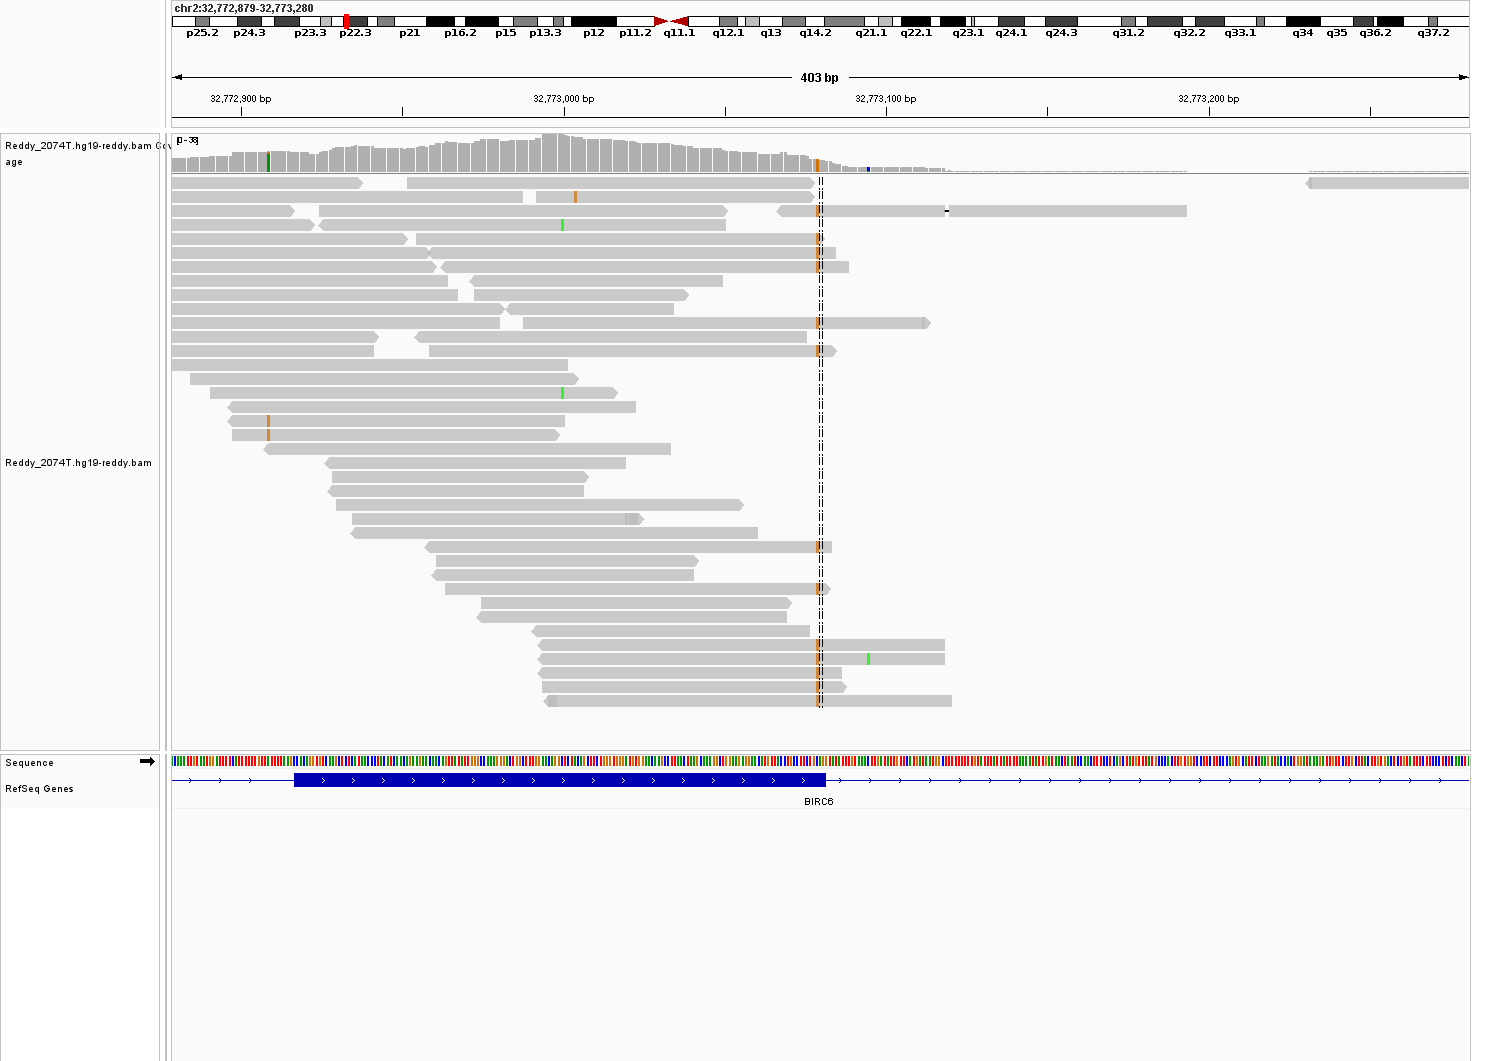 chr2:32,772,879-32,773,280
p25.2 p24.3 p23.3 p22.3 p21 p16.2 p15 p13.3 p12 p11.2 q11.1 q12.1 q13 q14.2 q21.1 q22.1 q23.1 q24.1 q24.3 q31.2 q32.2 q33.1 q34 q35 q36.2 q37.2
403 bp
32,772,900 bp 32,773,000 bp 32,773,100 bp 32,773,200 bp
Reddy_2074T.hg19-reddy.bam Cov
age
[0-38]
Reddy_2074T.hg19-reddy.bam
Sequence
RefSeq Genes
BIRC6